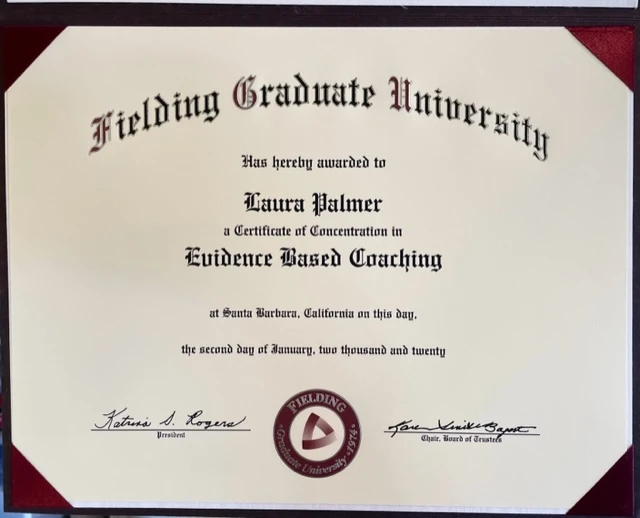 Fielding Graduate University
Has hereby awarded to
Laura Palmer
a Certificate of Concentration in
Evidence Based Coaching
at Santa Barbara, California on this day,
the second day of January, two thousand and twenty
Katrina S. Rogers
President
FIELDING
Graduate University • 1974 •
Karen
Chair, Board of Trustees